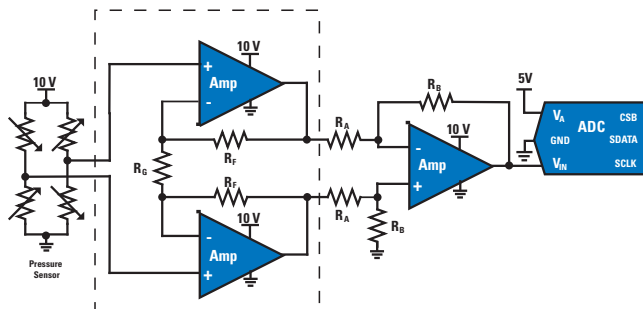 10 V
+
Amp
-
10 V
R_F
R_G
R_F
10 V
-
Amp
+
R_A
R_B
R_A
R_B
10 V
-
Amp
+
5V
V_A
ADC
CSB
GND
SDATA
V_IN
SCLK
Pressure
Sensor